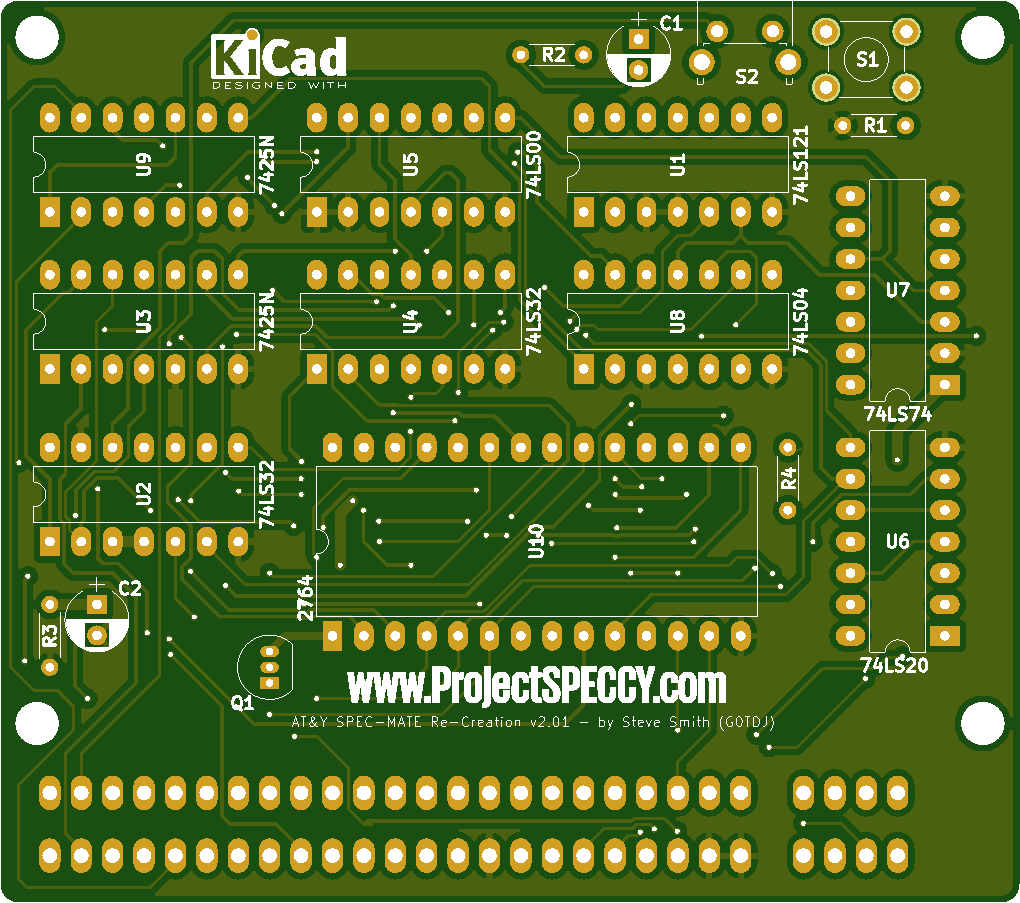 KiCad
DESIGNED WITH
C1
R2
S2
S1
R1
U9
7425N
U5
74LS00
U1
74LS121
U3
7425N
U4
74LS32
U8
74LS04
U7
74LS74
U2
74LS32
U10
2764
R4
U6
74LS20
C2
R3
Q1
www.ProjectSPECCY.com
AT&Y SPEC-MATE Re-Creation v2.01 - by Steve Smith (G0TDJ)